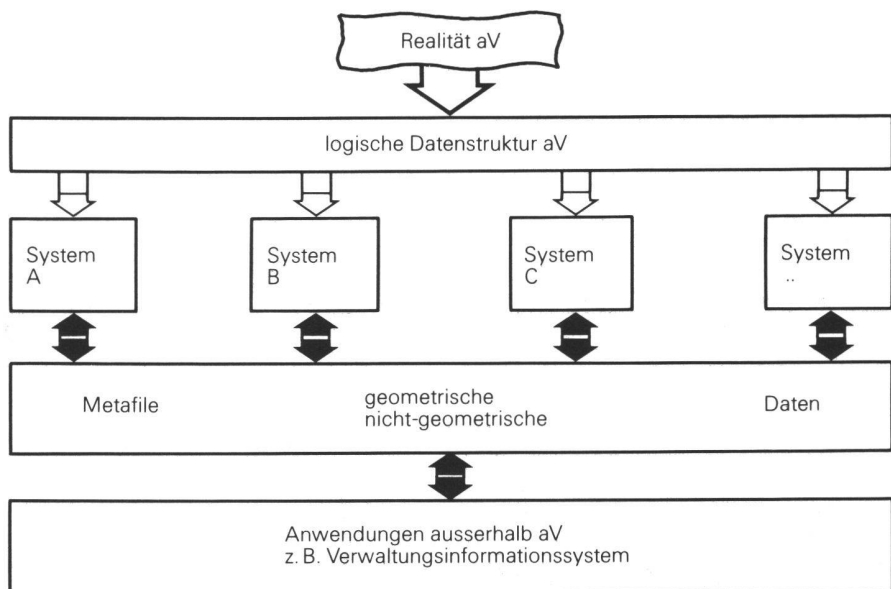 Realität aV
logische Datenstruktur aV
System
A
System
B
System
C
System
..
Metafile
geometrische
nicht-geometrische
Daten
Anwendungen ausserhalb aV
z. B. Verwaltungsinformationssystem